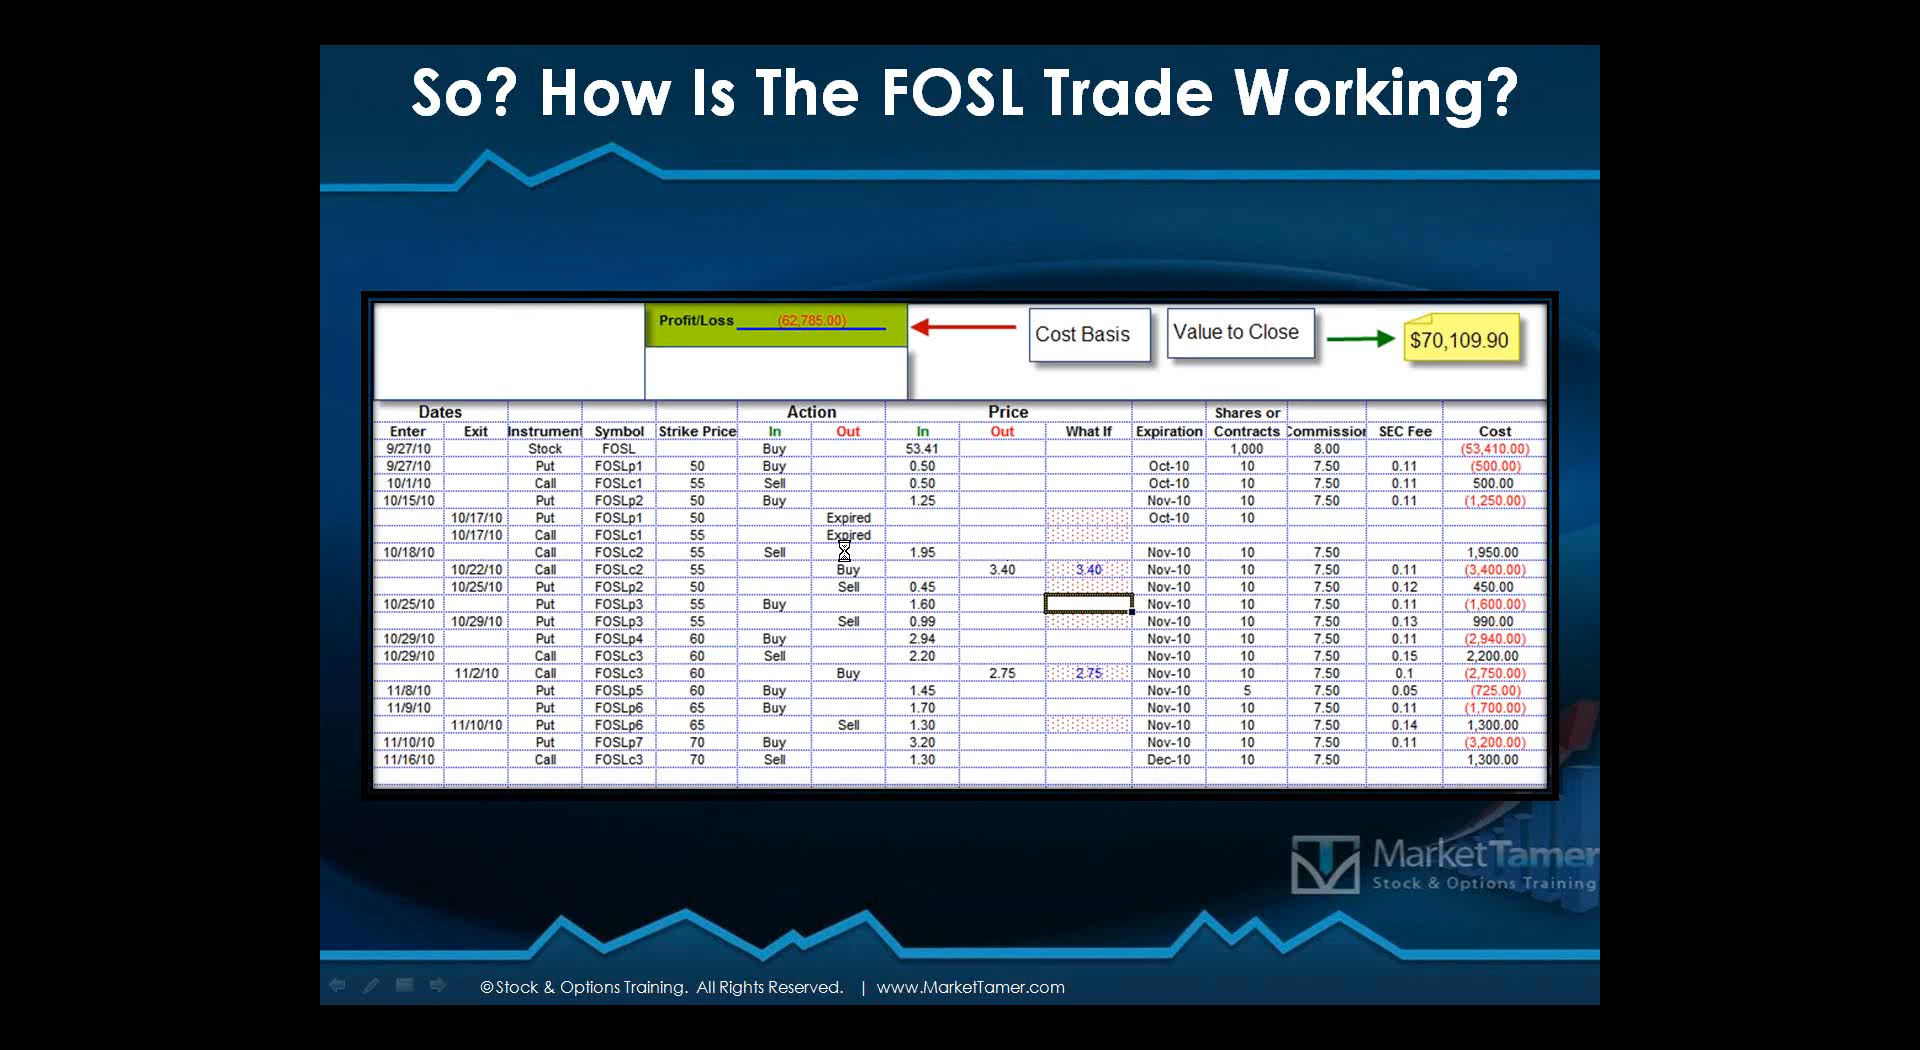 So? How Is The FOSL Trade Working?
Profit/Loss (62,785.00) Cost Basis Value to Close $70,109.90
Dates Action Price Shares or
Enter Exit Instrument Symbol Strike Price In Out In Out What If Expiration Contracts Commission SEC Fee Cost
9/27/10 Stock FOSL Buy 53.41 1,000 8.00 (53,410.00)
9/27/10 Put FOSLp1 50 Buy 0.50 Oct-10 10 7.50 0.11 (500.00)
10/1/10 Call FOSLc1 55 Sell 0.50 Oct-10 10 7.50 0.11 500.00
10/15/10 Put FOSLp2 50 Buy 1.25 Nov-10 10 7.50 0.11 (1,250.00)
10/17/10 Put FOSLp1 50 Expired Oct-10 10
10/17/10 Call FOSLc1 55 Expired
10/18/10 Call FOSLc2 55 Sell 1.95 Nov-10 10 7.50 1,950.00
10/22/10 Call FOSLc2 55 Buy 3.40 3.40 Nov-10 10 7.50 0.11 (3,400.00)
10/25/10 Put FOSLp2 50 Sell 0.45 Nov-10 10 7.50 0.12 450.00
10/25/10 Put FOSLp3 55 Buy 1.60 Nov-10 10 7.50 0.11 (1,600.00)
10/29/10 Put FOSLp3 55 Sell 0.99 Nov-10 10 7.50 0.13 990.00
10/29/10 Put FOSLp4 60 Buy 2.94 Nov-10 10 7.50 0.11 (2,940.00)
10/29/10 Call FOSLc3 60 Sell 2.20 Nov-10 10 7.50 0.15 2,200.00
11/2/10 Call FOSLc3 60 Buy 2.75 2.75 Nov-10 10 7.50 0.1 (2,750.00)
11/8/10 Put FOSLp5 60 Buy 1.45 Nov-10 5 7.50 0.05 (725.00)
11/9/10 Put FOSLp6 65 Buy 1.70 Nov-10 10 7.50 0.11 (1,700.00)
11/10/10 Put FOSLp6 65 Sell 1.30 Nov-10 10 7.50 0.14 1,300.00
11/10/10 Put FOSLp7 70 Buy 3.20 Nov-10 10 7.50 0.11 (3,200.00)
11/16/10 Call FOSLc3 70 Sell 1.30 Dec-10 10 7.50 1,300.00
MarketTamer
Stock & Options Training
©Stock & Options Training. All Rights Reserved. | www.MarketTamer.com